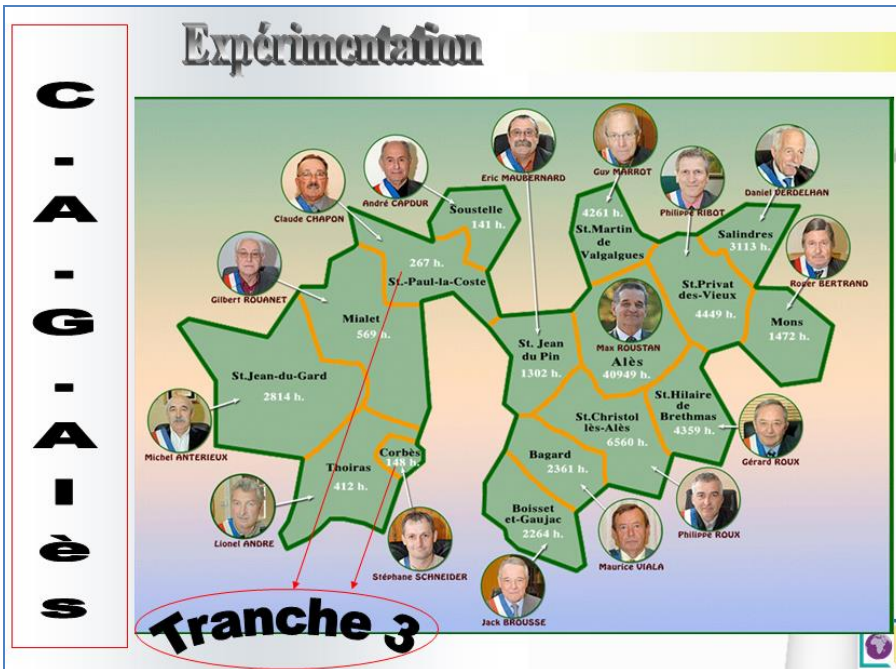 Expérimentation
C-A-G-Alès
Eric MAUBERNARD
Guy MARROT
André CAPDUR
Claude CHAPON
Philippe RIBOT
Daniel VERDELHAN
Soustelle
141 h.
4261 h.
St.Martin
de
Valgalgues
Salindres
3113 h.
Gilbert ROUANET
267 h.
St.-Paul-la-Coste
Roger BERTRAND
St.Privat
des-Vieux
4449 h.
Mons
1472 h.
Mialet
569 h.
St. Jean
du Pin
1302 h.
Max ROUSTAN
Alès
40949 h.
St.Jean-du-Gard
2814 h.
St.Hilaire
de
Brethmas
4359 h.
St.Christol
lès-Alès
6560 h.
Michel ANTERIEUX
Gérard ROUX
Corbès
148 h.
Thoiras
412 h.
Bagard
2361 h.
Boisset
et-Gaujac
2264 h.
Lionel ANDRE
Philippe ROUX
Stéphane SCHNEIDER
Maurice VIALA
Jack BROUSSE
Tranche 3